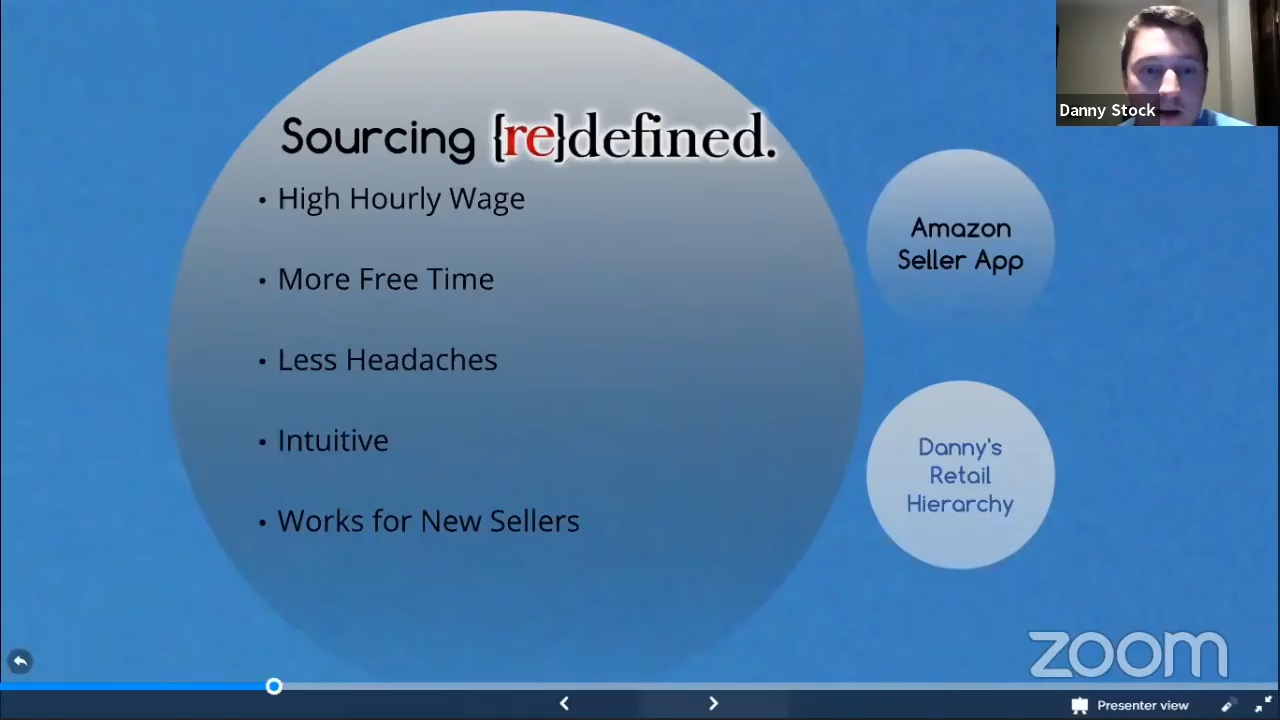 Danny Stock
Sourcing {re}defined.
• High Hourly Wage
• More Free Time
• Less Headaches
• Intuitive
• Works for New Sellers
Amazon
Seller App
Danny's
Retail
Hierarchy
zoom
Presenter view